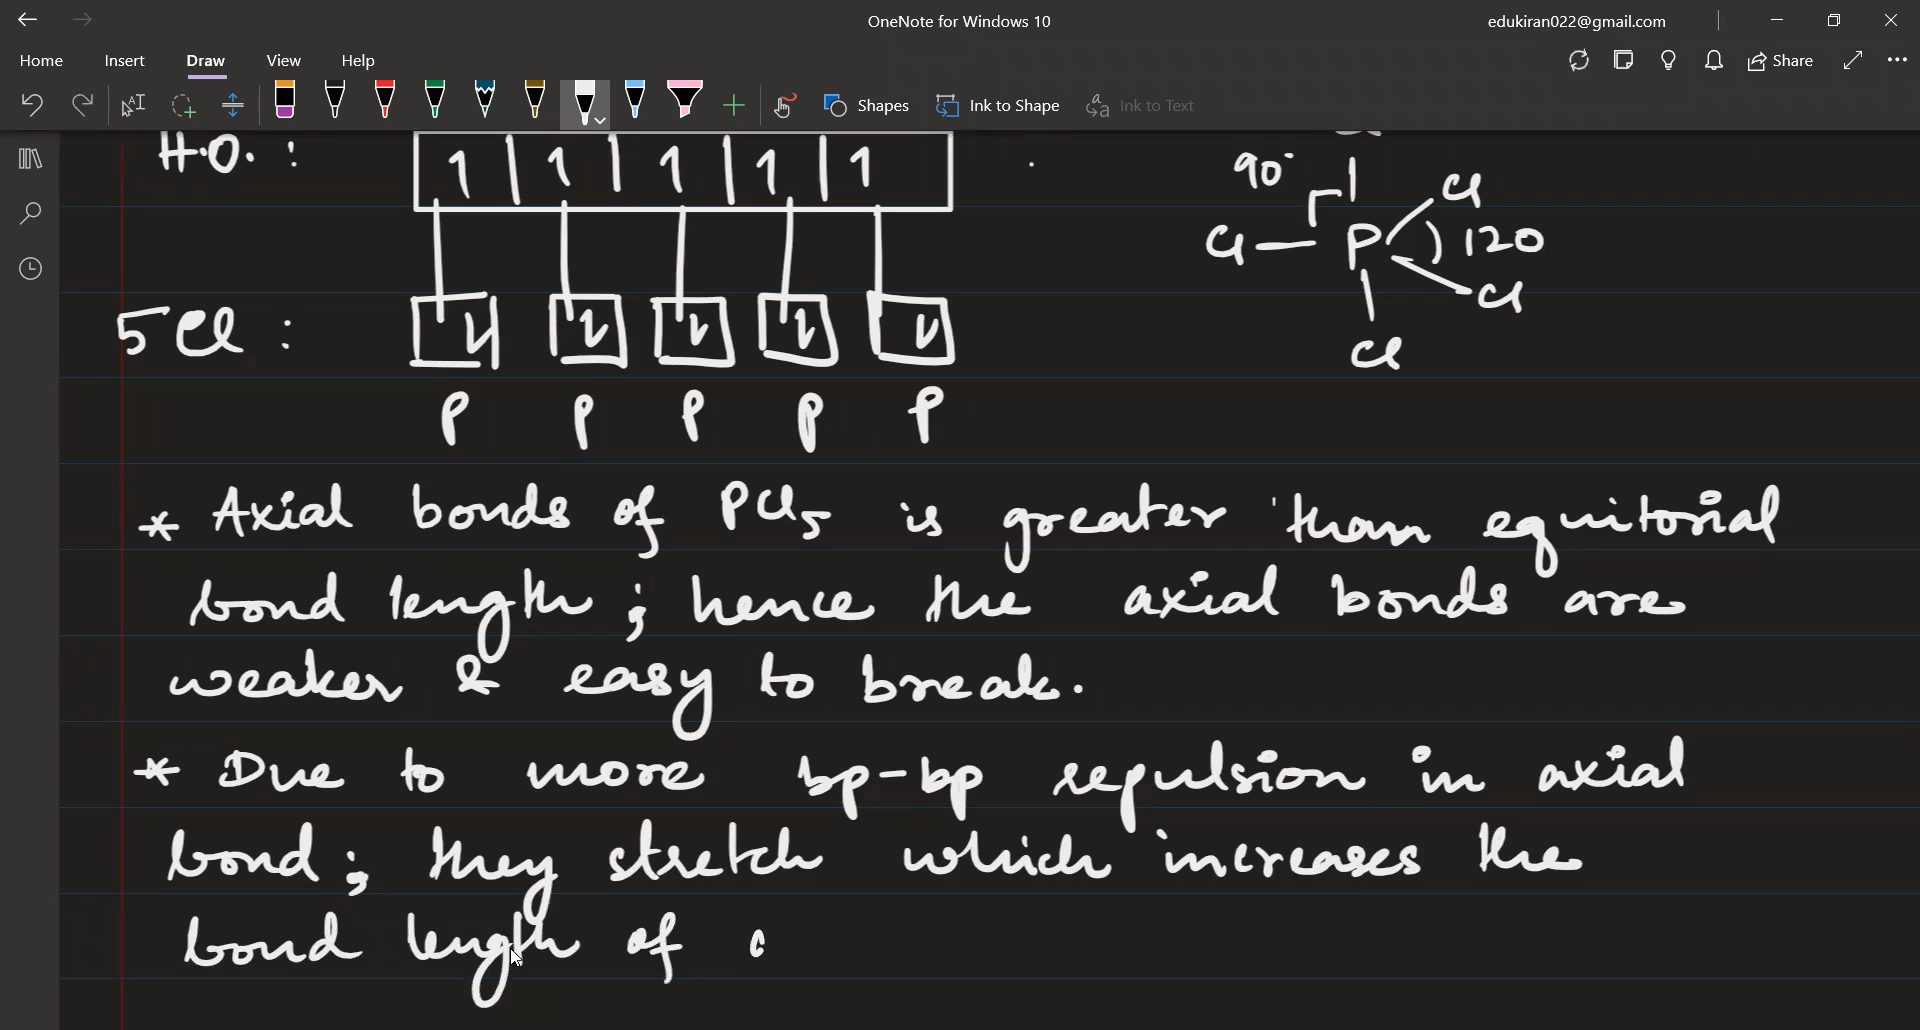 OneNote for Windows 10
edukiran022@gmail.com
Home Insert Draw View Help
Share
Shapes Ink to Shape Ink to Text
H.O. : 1 1 1 1 1
90°
Cl
Cl P 120
Cl
Cl
5 Cl :
p p p p p
* Axial bonds of PCl5 is greater than equitorial
bond length ; hence the axial bonds are
weaker & easy to break.
* Due to more bp-bp repulsion in axial
bond ; they stretch which increases the
bond length of a